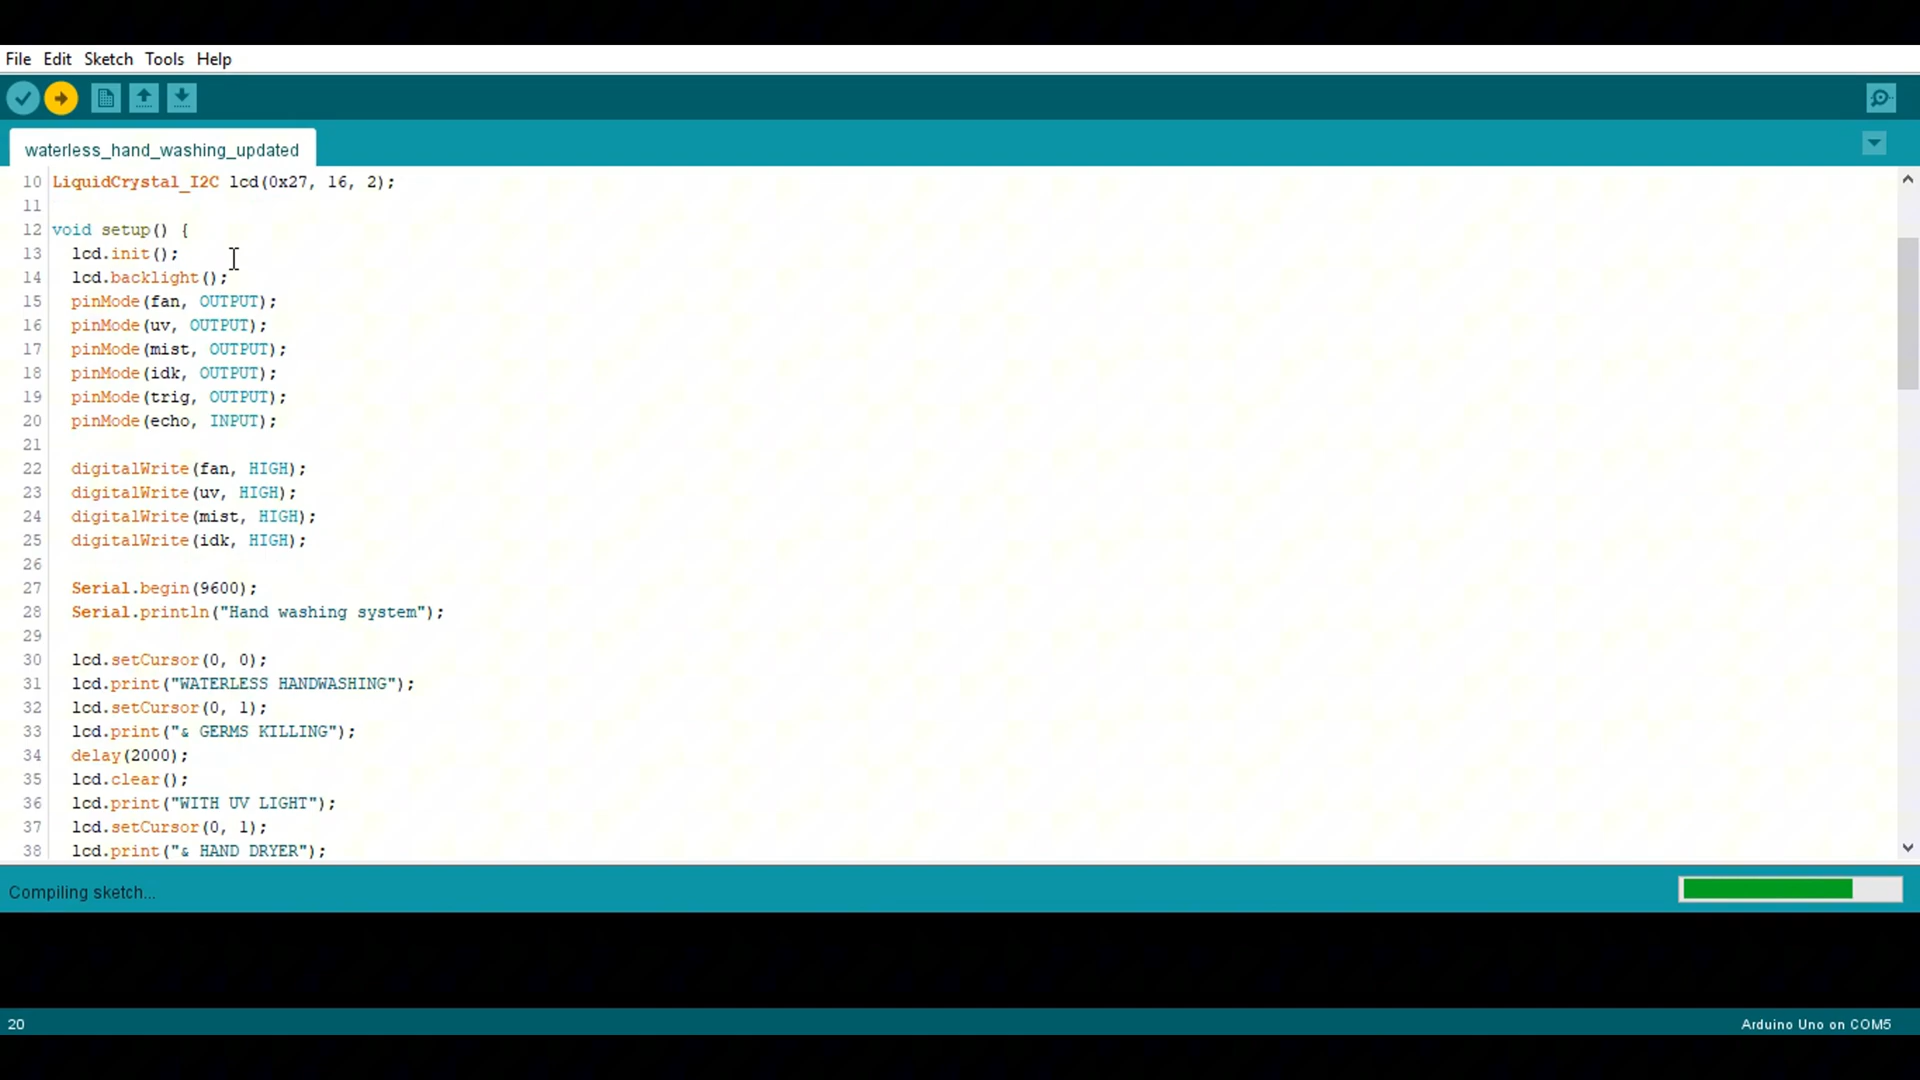 File Edit Sketch Tools Help
waterless_hand_washing_updated
10 LiquidCrystal_I2C lcd(0x27, 16, 2);
11
12 void setup() {
13 lcd.init();
14 lcd.backlight();
15 pinMode(fan, OUTPUT);
16 pinMode(uv, OUTPUT);
17 pinMode(mist, OUTPUT);
18 pinMode(idk, OUTPUT);
19 pinMode(trig, OUTPUT);
20 pinMode(echo, INPUT);
21
22 digitalWrite(fan, HIGH);
23 digitalWrite(uv, HIGH);
24 digitalWrite(mist, HIGH);
25 digitalWrite(idk, HIGH);
26
27 Serial.begin(9600);
28 Serial.println("Hand washing system");
29
30 lcd.setCursor(0, 0);
31 lcd.print("WATERLESS HANDWASHING");
32 lcd.setCursor(0, 1);
33 lcd.print("& GERMS KILLING");
34 delay(2000);
35 lcd.clear();
36 lcd.print("WITH UV LIGHT");
37 lcd.setCursor(0, 1);
38 lcd.print("& HAND DRYER");
Compiling sketch...
20
Arduino Uno on COM5